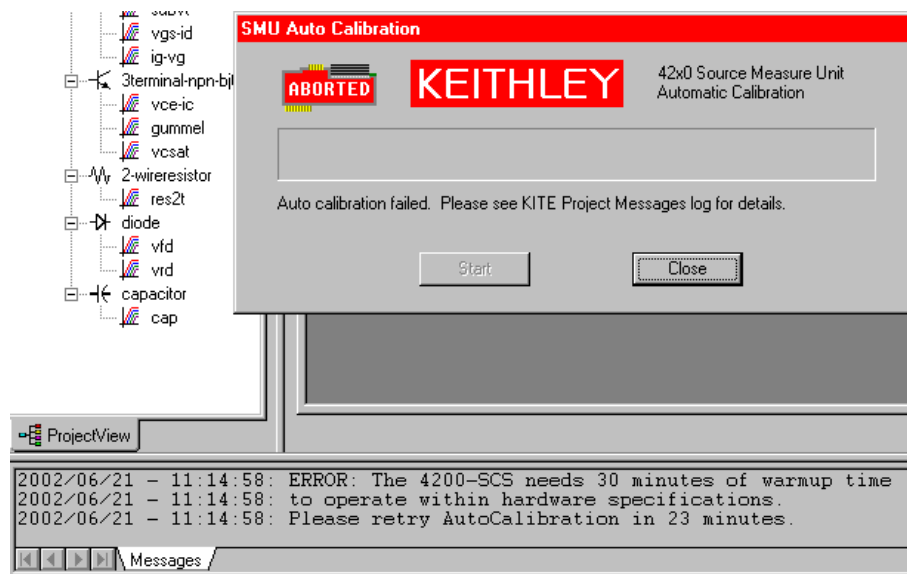 subvt
vgs-id
ig-vg
3terminal-npn-bjt
vce-ic
gummel
vcsat
2-wireresistor
res2t
diode
vfd
vrd
capacitor
cap
ProjectView
SMU Auto Calibration
ABORTED
KEITHLEY
42x0 Source Measure Unit
Automatic Calibration
Auto calibration failed. Please see KITE Project Messages log for details.
Start
Close
2002/06/21 - 11:14:58: ERROR: The 4200-SCS needs 30 minutes of warmup time
2002/06/21 - 11:14:58: to operate within hardware specifications.
2002/06/21 - 11:14:58: Please retry AutoCalibration in 23 minutes.
Messages